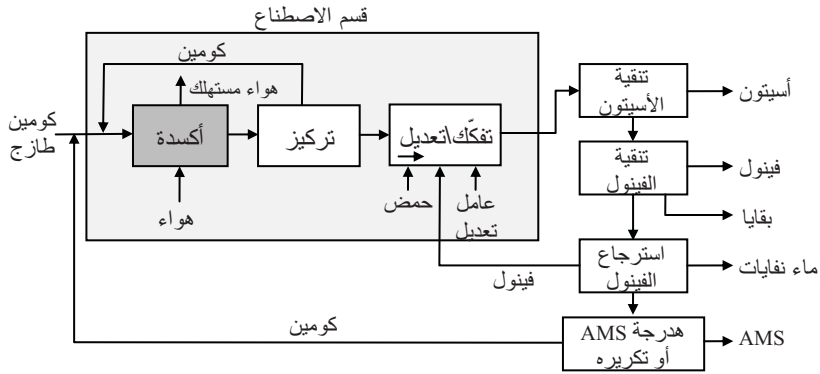 قسم الاصطناع
كومين
هواء مستهلك
كومين
طازج
أكسدة
تركيز
تفكّك\تعديل
هواء
حمض
عامل
تعديل
تنقية
الأسيتون
أسيتون
تنقية
الفينول
فينول
بقايا
استرجاع
الفينول
ماء نفايات
فينول
كومين
هدرجة AMS
أو تكريره
AMS